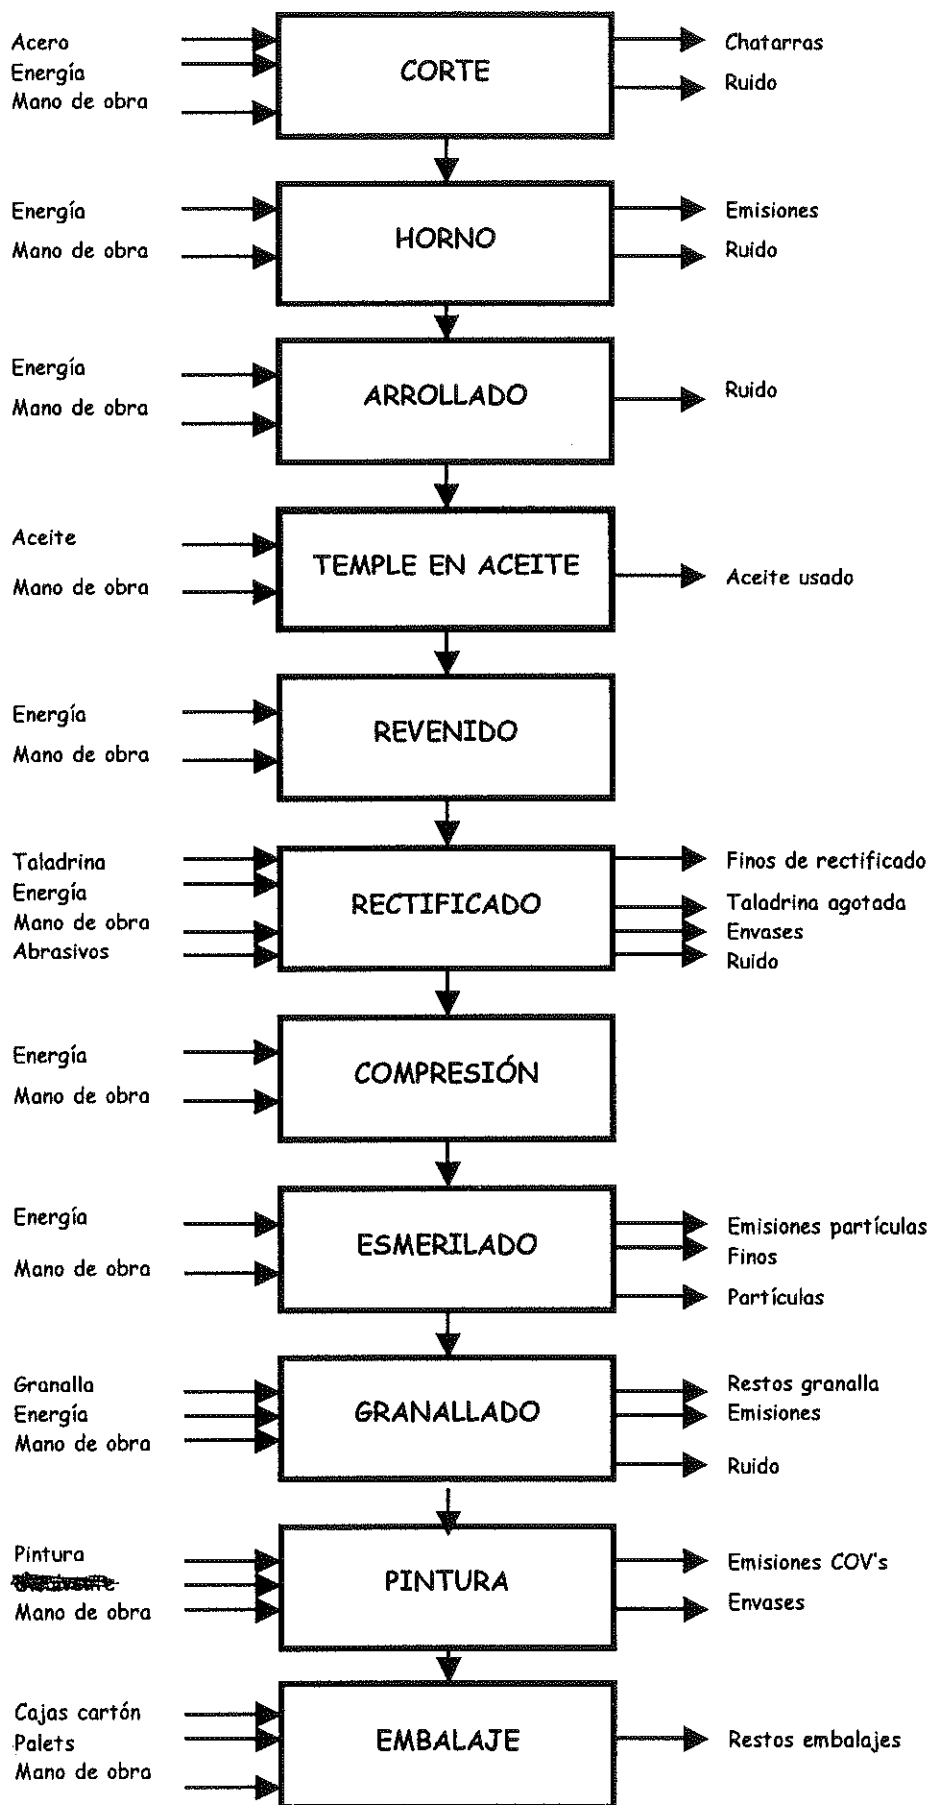 Acero
Energía
Mano de obra
CORTE
Chatarras
Ruido
Energía
Mano de obra
HORNO
Emisiones
Ruido
Energía
Mano de obra
ARROLLADO
Ruido
Aceite
Mano de obra
TEMPLE EN ACEITE
Aceite usado
Energía
Mano de obra
REVENIDO
Taladrina
Energía
Mano de obra
Abrasivos
RECTIFICADO
Finos de rectificado
Taladrina agotada
Envases
Ruido
Energía
Mano de obra
COMPRESIÓN
Energía
Mano de obra
ESMERILADO
Emisiones partículas
Finos
Partículas
Granalla
Energía
Mano de obra
GRANALLADO
Restos granalla
Emisiones
Ruido
Pintura
Mano de obra
PINTURA
Emisiones COV's
Envases
Cajas cartón
Palets
Mano de obra
EMBALAJE
Restos embalajes